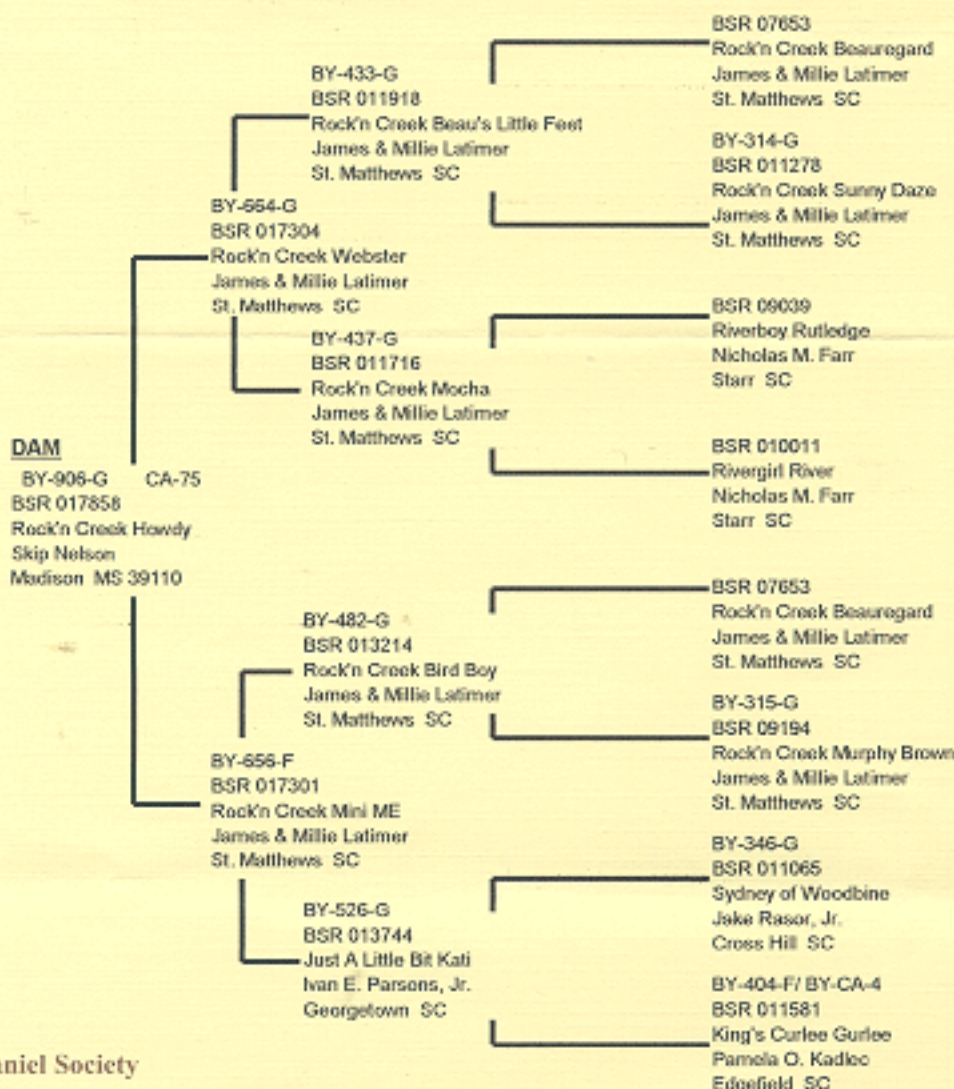 BSR 07653
Rock'n Creek Beauregard
James & Millie Latimer
St. Matthews SC
BY-433-G
BSR 011918
Rock'n Creek Beau's Little Feet
James & Millie Latimer
St. Matthews SC
BY-314-G
BSR 011278
Rock'n Creek Sunny Daze
James & Millie Latimer
St. Matthews SC
BY-664-G
BSR 017304
Rock'n Creek Webster
James & Millie Latimer
St. Matthews SC
BSR 09039
Riverboy Rutledge
Nicholas M. Farr
Starr SC
BY-437-G
BSR 011716
Rock'n Creek Mocha
James & Millie Latimer
St. Matthews SC
BSR 010011
Rivergirl River
Nicholas M. Farr
Starr SC
DAM
BY-906-G CA-75
BSR 017858
Rock'n Creek Howdy
Skip Nelson
Madison MS 39110
BSR 07653
Rock'n Creek Beauregard
James & Millie Latimer
St. Matthews SC
BY-482-G
BSR 013214
Rock'n Creek Bird Boy
James & Millie Latimer
St. Matthews SC
BY-315-G
BSR 09194
Rock'n Creek Murphy Brown
James & Millie Latimer
St. Matthews SC
BY-656-F
BSR 017301
Rock'n Creek Mini ME
James & Millie Latimer
St. Matthews SC
BY-346-G
BSR 011065
Sydney of Woodbine
Jake Rasor, Jr.
Cross Hill SC
BY-526-G
BSR 013744
Just A Little Bit Kati
Ivan E. Parsons, Jr.
Georgetown SC
BY-404-F/ BY-CA-4
BSR 011581
King's Curlee Gurlee
Pamela O. Kadlec
Edgefield SC
aniel Society